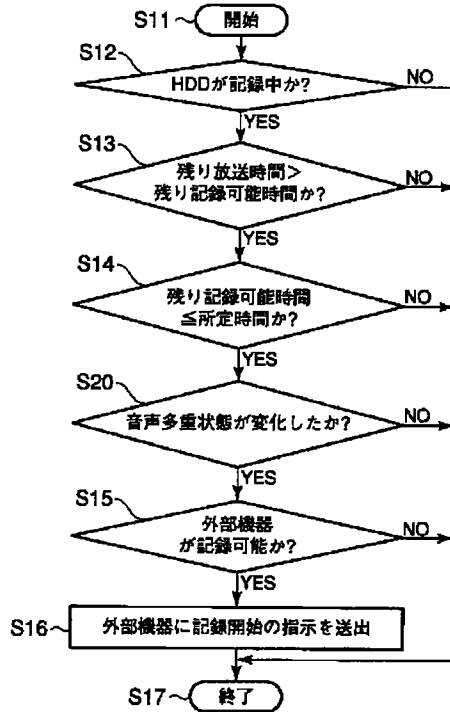 S11
開始
S12
HDDが記録中か?
NO
YES
S13
残り放送時間>
残り記録可能時間か?
NO
YES
S14
残り記録可能時間
≦所定時間か?
NO
YES
S20
音声多重状態が変化したか?
NO
YES
S15
外部機器
が記録可能か?
NO
YES
S16
外部機器に記録開始の指示を送出
S17
終了